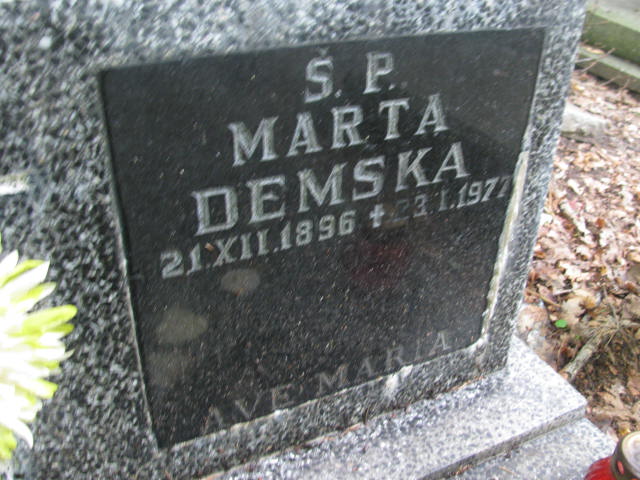 Ś. P.
MARTA
DEMSKA
21.XII.1896 + 23.I.1977
AVE MARIA